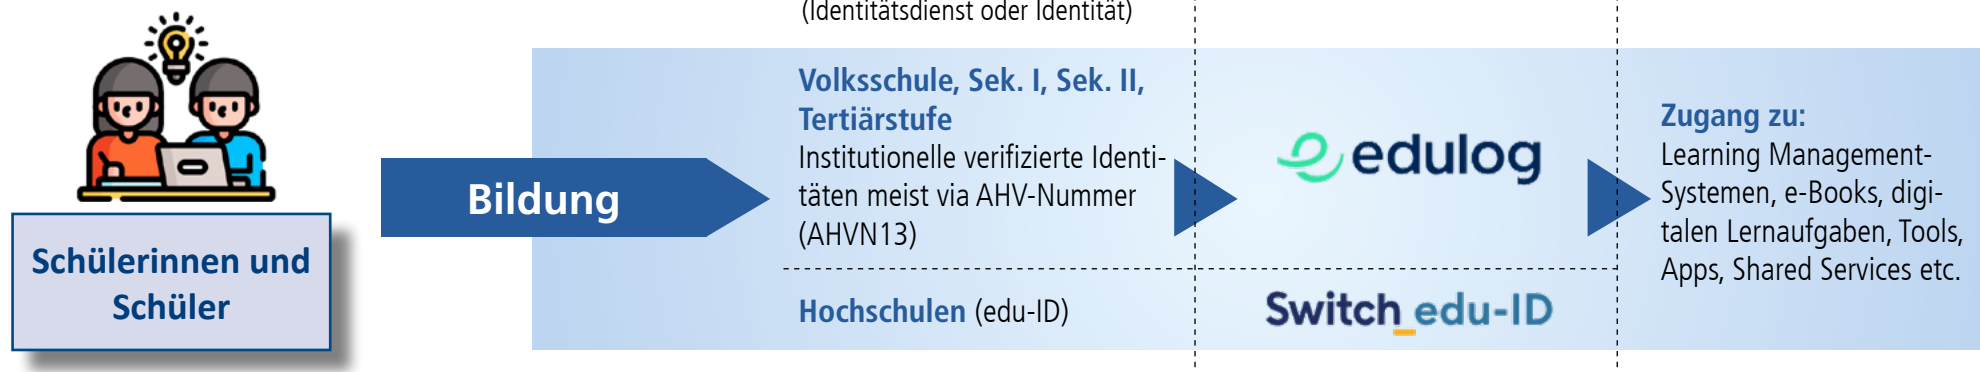 (Identitätsdienst oder Identität)
Volksschule, Sek. I, Sek. II,
Tertiärstufe
Institutionelle verifizierte Identi-
täten meist via AHV-Nummer
(AHVN13)
Bildung
Schülerinnen und
Schüler
edulog
Zugang zu:
Learning Management-
Systemen, e-Books, digi-
talen Lernaufgaben, Tools,
Apps, Shared Services etc.
Hochschulen (edu-ID)
Switch_edu-ID